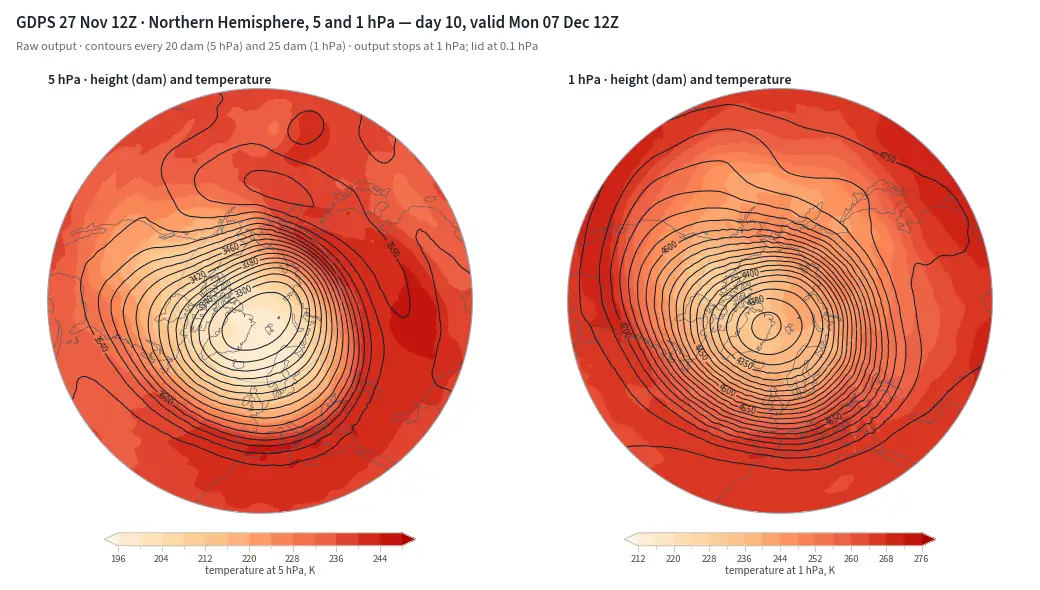 GDPS 27 Nov 12Z · Northern Hemisphere, 5 and 1 hPa — day 10, valid Mon 07 Dec 12Z
Raw output · contours every 20 dam (5 hPa) and 25 dam (1 hPa) · output stops at 1 hPa; lid at 0.1 hPa
5 hPa · height (dam) and temperature
1 hPa · height (dam) and temperature
3460
3380
3420
3300
3580
3540
3500
4750
4600
4400
4300
4700
4450
4350
4500
4550
4650
196 204 212 220 228 236 244
temperature at 5 hPa, K
212 220 228 236 244 252 260 268 276
temperature at 1 hPa, K